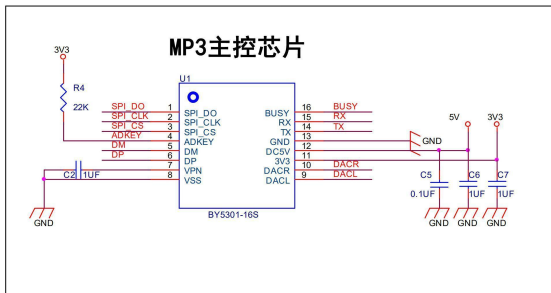 MP3主控芯片
3V3
R4
22K
U1
SPI_DO 1 SPI_DO BUSY 16 BUSY
SPI_CLK 2 SPI_CLK RX 15 RX
SPI_CS 3 SPI_CS TX 14 TX
ADKEY 4 ADKEY GND 13 GND
DM 5 DM DC5V 12
DP 6 DP 3V3 11
7 VPN DACR 10 DACR
8 VSS DACL 9 DACL
C2 1UF
BY5301-16S
5V 3V3
C5 C6 C7
0.1UF 1UF 1UF
GND GND GND GND